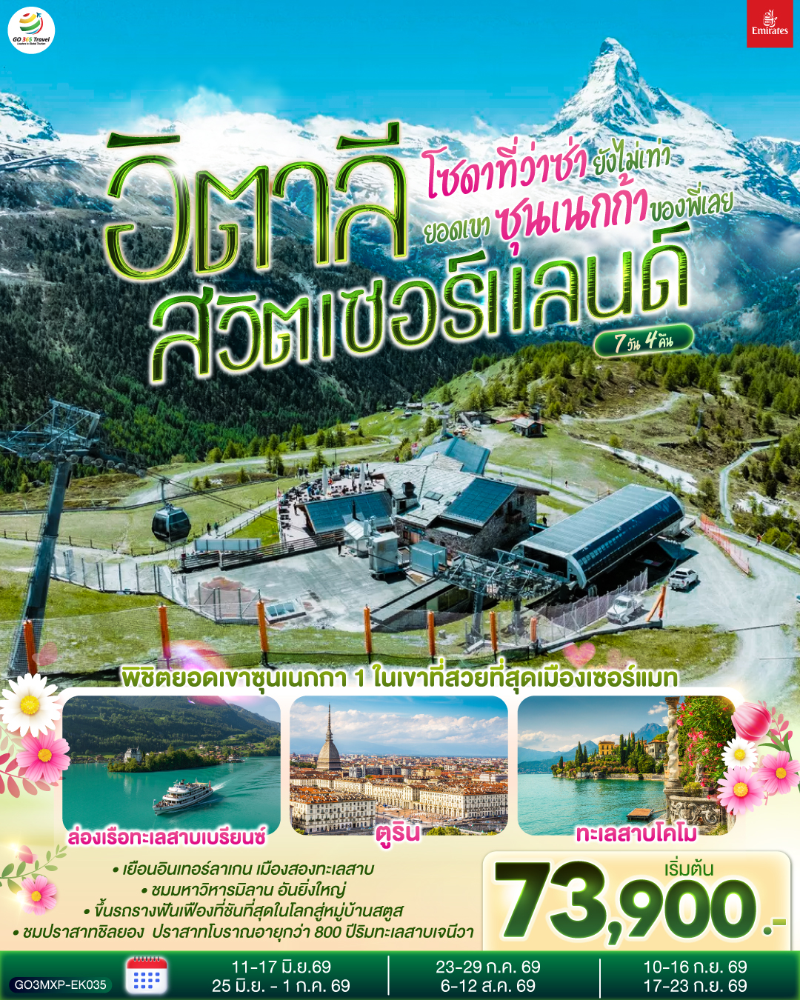 GO 365 Travel
Leaders in Global Tourism
Emirates
อิตาลี
โซดาที่ว่าซ่า ยังไม่เท่า
ยอดเขา ซุนเนกก้า ของพี่เลย
สวิตเซอร์แลนด์
7 วัน 4 คืน
พิชิตยอดเขาซุนเนกกา 1 ในเขาที่สวยที่สุดเมืองเซอร์แมท
ล่องเรือทะเลสาบเบรียนซ์
ตูริน
ทะเลสาบโคโม
• เยือนอินเทอร์ลาเกน เมืองสองทะเลสาบ
• ชมมหาวิหารมิลาน อันยิ่งใหญ่
• ขึ้นรถรางฟันเฟืองที่ชันที่สุดในโลกสู่หมู่บ้านสตูส
• ชมปราสาทชิลยอง ปราสาทโบราณอายุกว่า 800 ปีริมทะเลสาบเจนีวา
เริ่มต้น
73,900.-
GO3MXP-EK035
11-17 มิ.ย.69
25 มิ.ย. - 1 ก.ค. 69
23-29 ก.ค. 69
6-12 ส.ค. 69
10-16 ก.ย. 69
17-23 ก.ย. 69